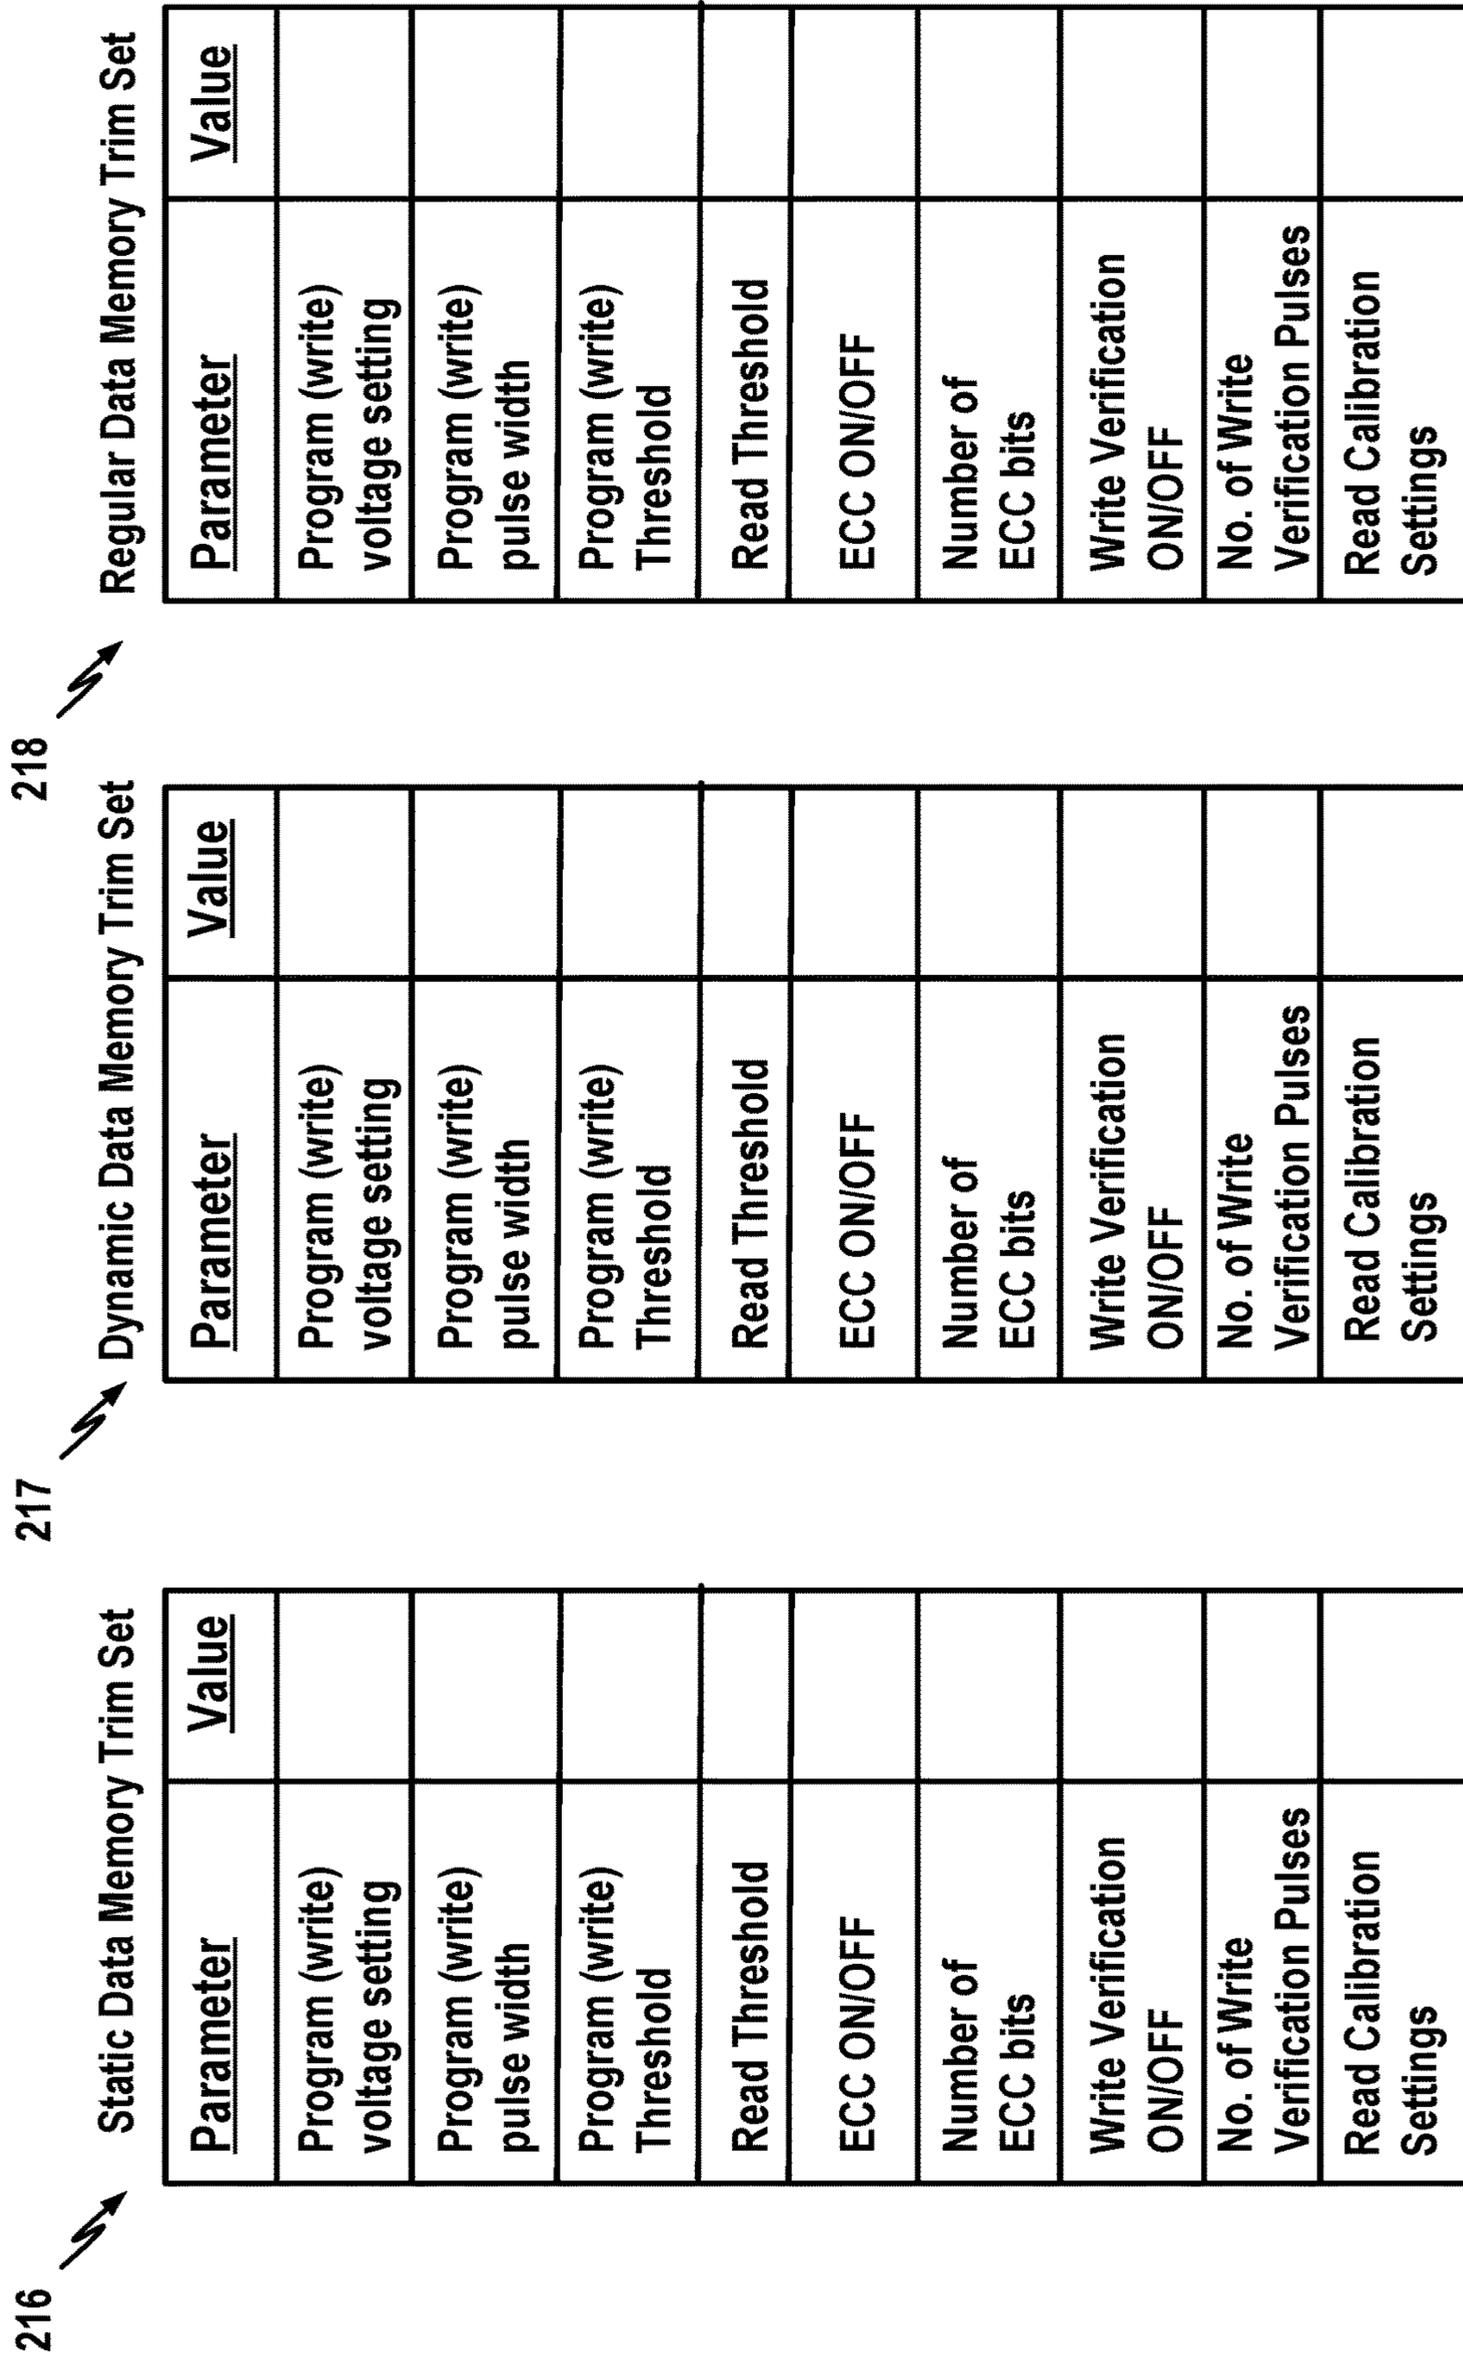 216
Static Data Memory Trim Set
Parameter
Value
Program (write)
voltage setting
Program (write)
pulse width
Program (write)
Threshold
Read Threshold
ECC ON/OFF
Number of
ECC bits
Write Verification
ON/OFF
No. of Write
Verification Pulses
Read Calibration
Settings
217
Dynamic Data Memory Trim Set
Parameter
Value
Program (write)
voltage setting
Program (write)
pulse width
Program (write)
Threshold
Read Threshold
ECC ON/OFF
Number of
ECC bits
Write Verification
ON/OFF
No. of Write
Verification Pulses
Read Calibration
Settings
218
Regular Data Memory Trim Set
Parameter
Value
Program (write)
voltage setting
Program (write)
pulse width
Program (write)
Threshold
Read Threshold
ECC ON/OFF
Number of
ECC bits
Write Verification
ON/OFF
No. of Write
Verification Pulses
Read Calibration
Settings